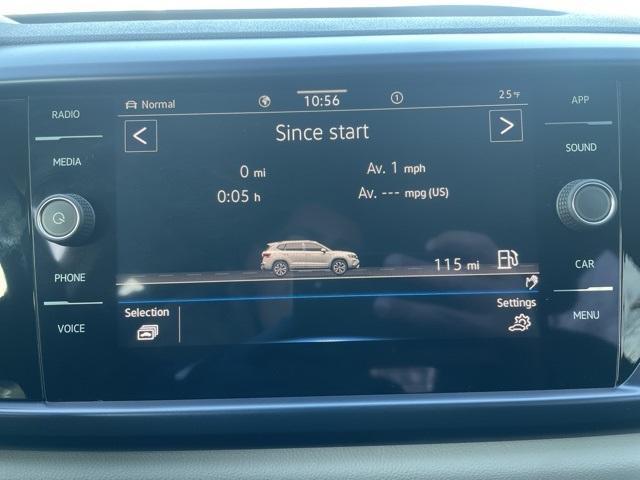 Normal 10:56 1 25°F
RADIO
APP
< Since start >
MEDIA
SOUND
0 mi Av. 1 mph
0:05 h Av. --- mpg (US)
PHONE
115 mi
CAR
Selection
Settings
VOICE
MENU